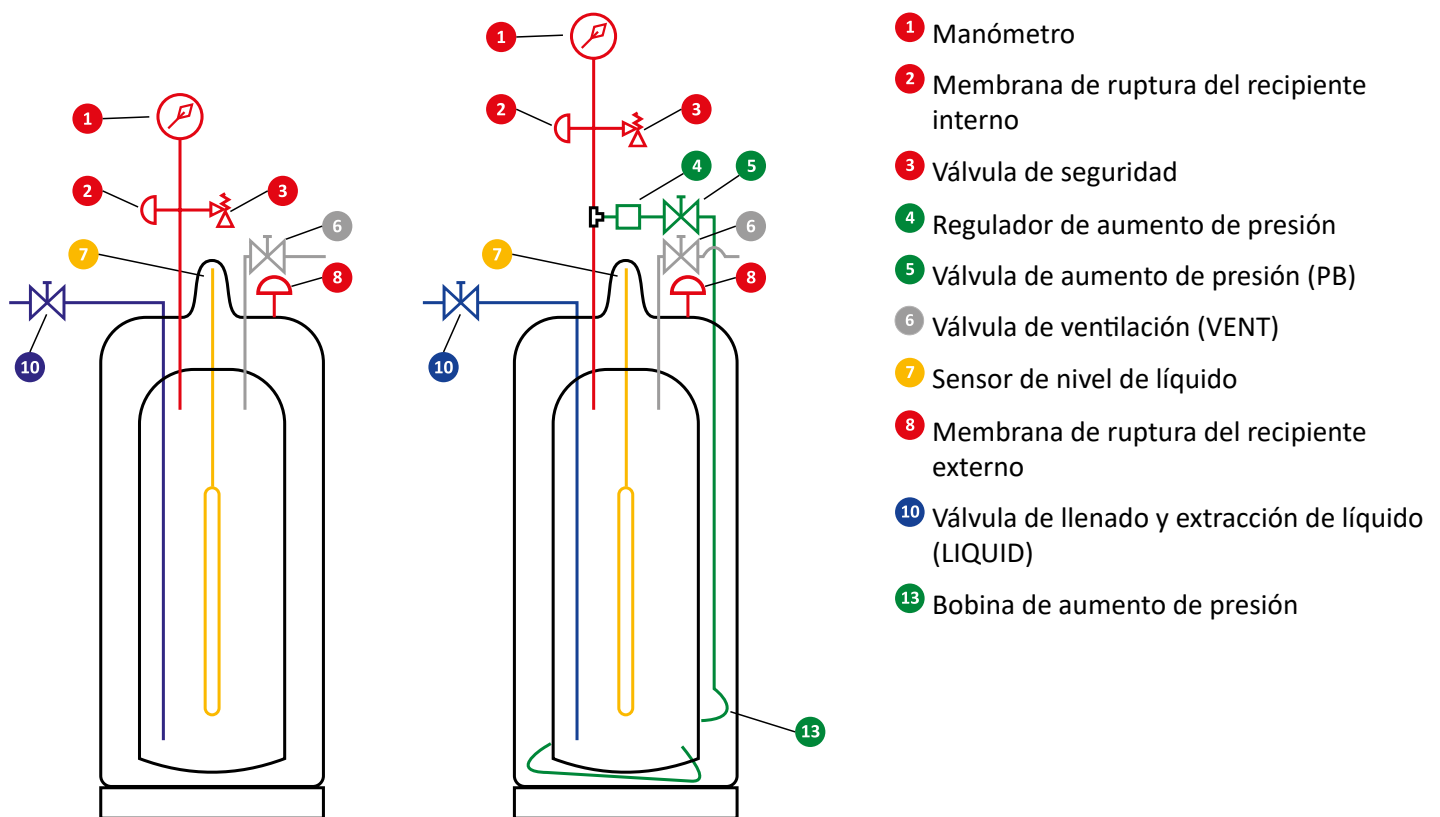 1
2
3
6
7
8
10
1
2
3
4
5
6
7
8
10
13
1 Manómetro
2 Membrana de ruptura del recipiente
interno
3 Válvula de seguridad
4 Regulador de aumento de presión
5 Válvula de aumento de presión (PB)
6 Válvula de ventilación (VENT)
7 Sensor de nivel de líquido
8 Membrana de ruptura del recipiente
externo
10 Válvula de llenado y extracción de líquido
(LIQUID)
13 Bobina de aumento de presión